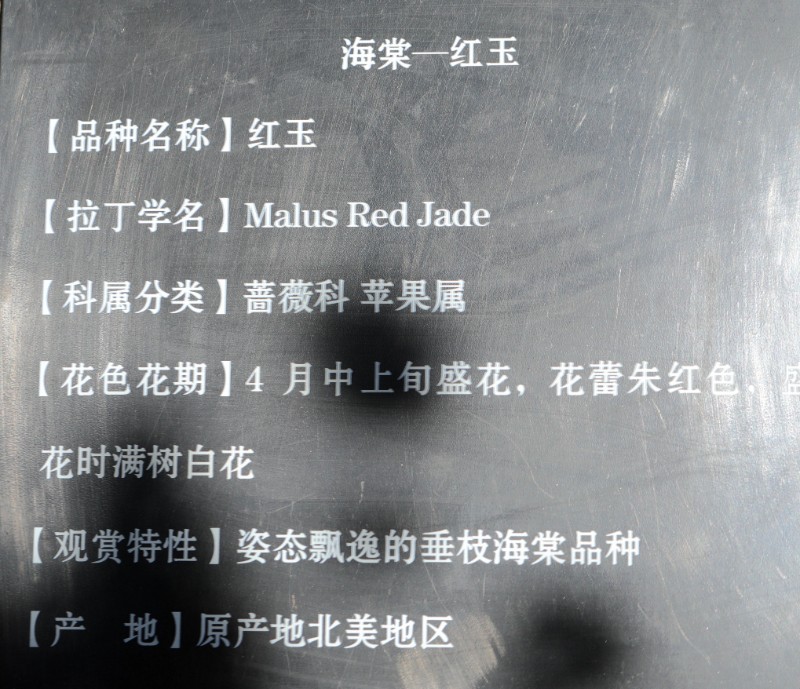 海棠—红玉
【品种名称】红玉
【拉丁学名】Malus Red Jade
【科属分类】蔷薇科 苹果属
【花色花期】4 月中上旬盛花，花蕾朱红色，盛
花时满树白花
【观赏特性】姿态飘逸的垂枝海棠品种
【产 地】原产地北美地区